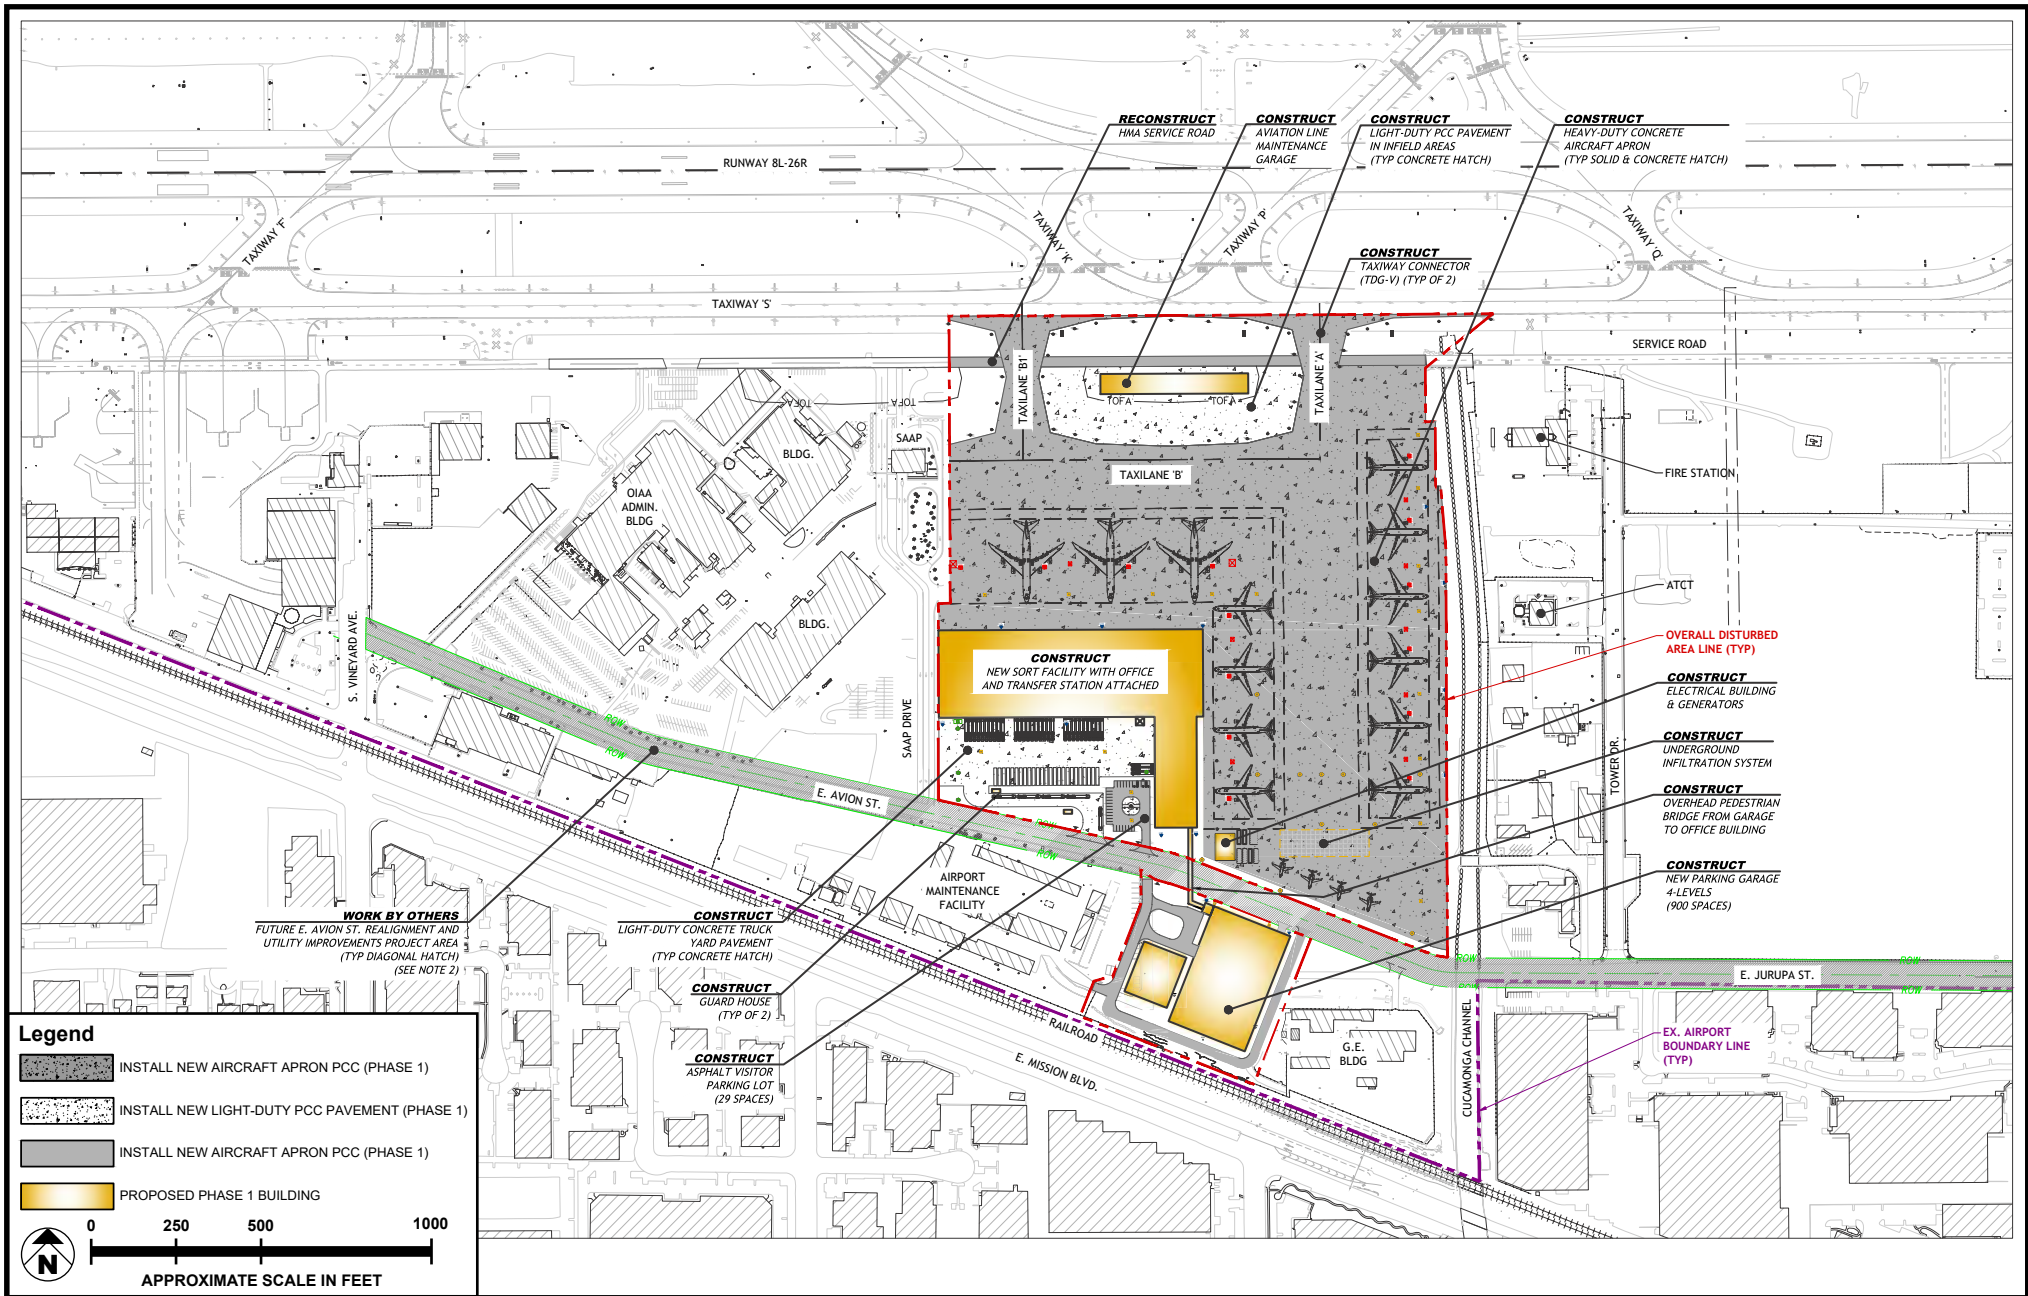 RECONSTRUCT
HMA SERVICE ROAD
CONSTRUCT
AVIATION LINE
MAINTENANCE
GARAGE
CONSTRUCT
LIGHT-DUTY PCC PAVEMENT
IN INFIELD AREAS
(TYP CONCRETE HATCH)
CONSTRUCT
HEAVY-DUTY CONCRETE
AIRCRAFT APRON
(TYP SOLID & CONCRETE HATCH)
RUNWAY 8L-26R
TAXIWAY 'F'
TAXIWAY 'K'
TAXIWAY 'P'
TAXIWAY 'Q'
CONSTRUCT
TAXIWAY CONNECTOR
(TDG-V) (TYP OF 2)
TAXIWAY 'S'
SERVICE ROAD
TAXILANE 'B1'
TAXILANE 'A'
TOFA
TOFA
TOFA
TOFA
SAAP
BLDG.
TAXILANE 'B'
FIRE STATION
OIAA
ADMIN.
BLDG
ATCT
BLDG.
S. VINEYARD AVE.
OVERALL DISTURBED
AREA LINE (TYP)
CONSTRUCT
NEW SORT FACILITY WITH OFFICE
AND TRANSFER STATION ATTACHED
CONSTRUCT
ELECTRICAL BUILDING
& GENERATORS
ROW
ROW
SAAP DRIVE
CONSTRUCT
UNDERGROUND
INFILTRATION SYSTEM
TOWER DR.
E. AVION ST.
CONSTRUCT
OVERHEAD PEDESTRIAN
BRIDGE FROM GARAGE
TO OFFICE BUILDING
ROW
ROW
AIRPORT
MAINTENANCE
FACILITY
CONSTRUCT
NEW PARKING GARAGE
4-LEVELS
(900 SPACES)
WORK BY OTHERS
FUTURE E. AVION ST. REALIGNMENT AND
UTILITY IMPROVEMENTS PROJECT AREA
(TYP DIAGONAL HATCH)
(SEE NOTE 2)
CONSTRUCT
LIGHT-DUTY CONCRETE TRUCK
YARD PAVEMENT
(TYP CONCRETE HATCH)
CONSTRUCT
GUARD HOUSE
(TYP OF 2)
CONSTRUCT
ASPHALT VISITOR
PARKING LOT
(29 SPACES)
ROW
ROW
ROW
ROW
E. JURUPA ST.
RAILROAD
E. MISSION BLVD.
G.E.
BLDG
CUCAMONGA CHANNEL
EX. AIRPORT
BOUNDARY LINE
(TYP)
Legend
INSTALL NEW AIRCRAFT APRON PCC (PHASE 1)
INSTALL NEW LIGHT-DUTY PCC PAVEMENT (PHASE 1)
INSTALL NEW AIRCRAFT APRON PCC (PHASE 1)
PROPOSED PHASE 1 BUILDING
0 250 500 1000
N
APPROXIMATE SCALE IN FEET